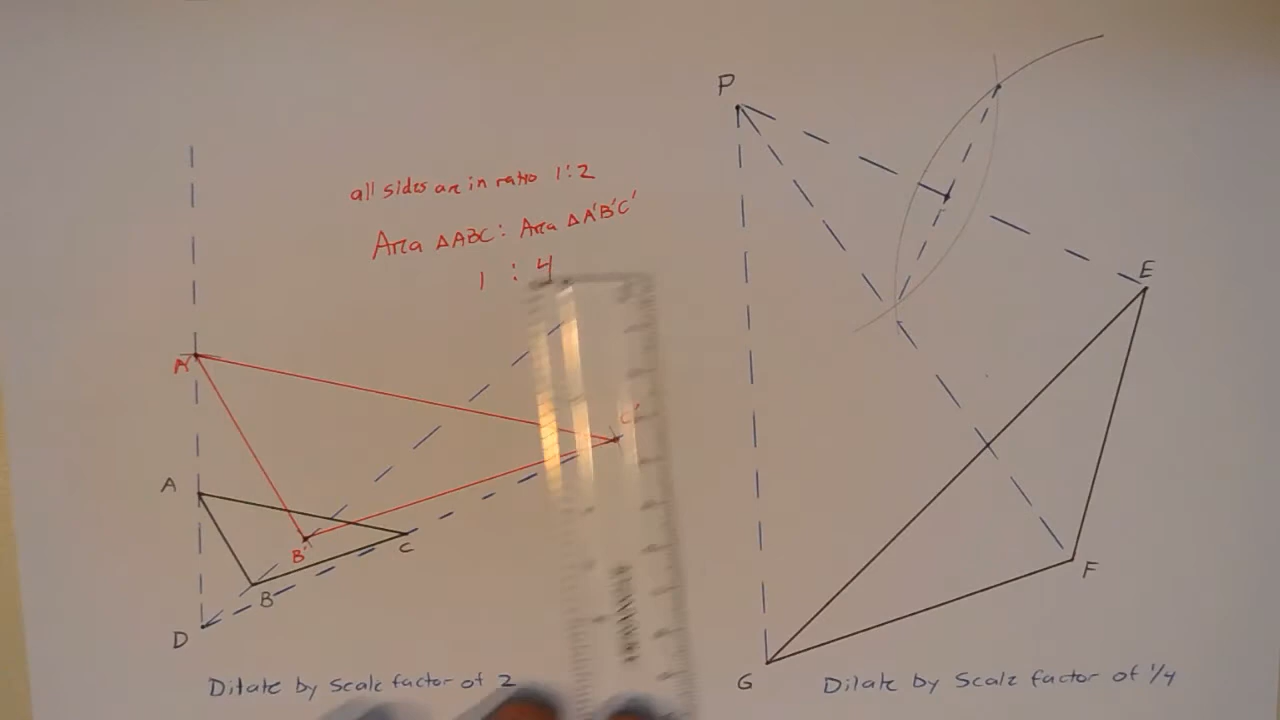 all sides are in ratio 1:2
Area ΔABC : Area ΔA'B'C'
1 : 4
A'
C'
A
B'
C
B
D
Dilate by Scale factor of 2
P
E
F
G
Dilate by Scale factor of 1/4